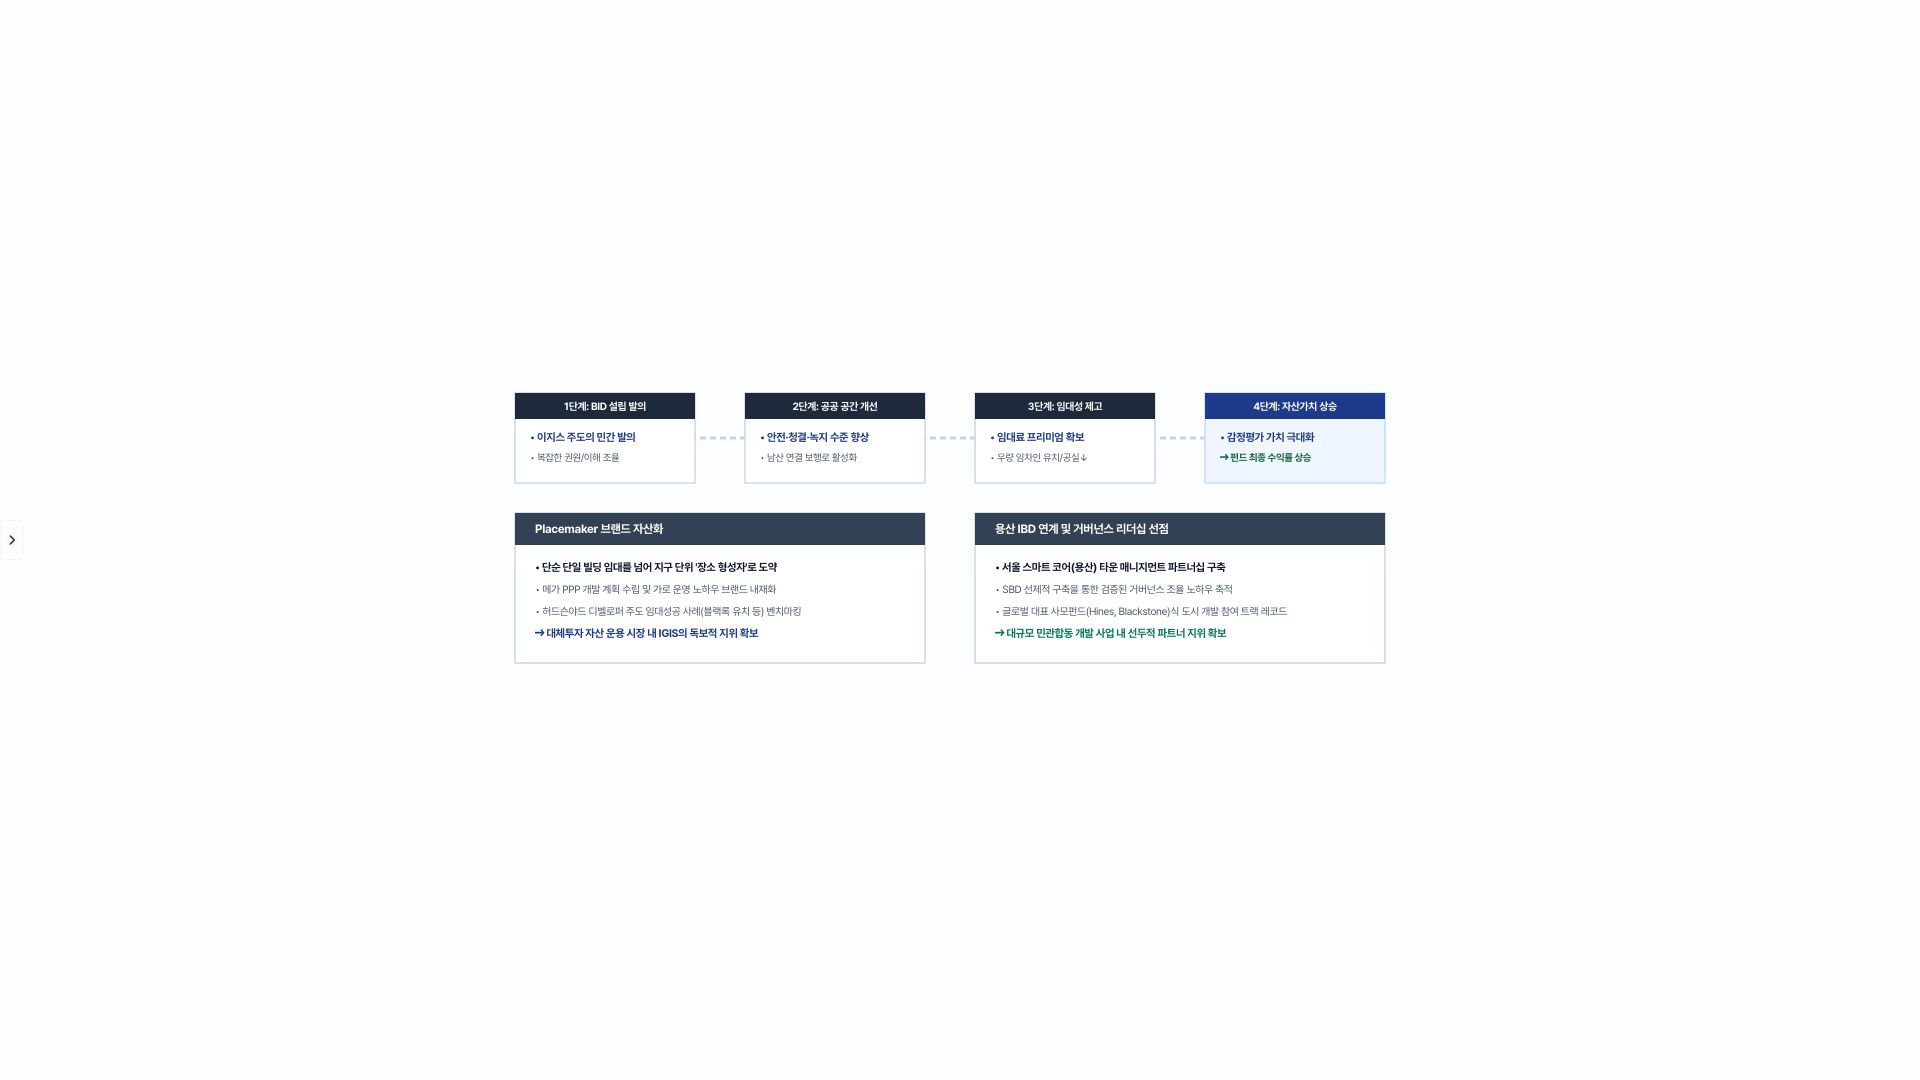 1단계: BID 설립 발의
• 이지스 주도의 민간 발의
• 복잡한 권원/이해 조율
2단계: 공공 공간 개선
• 안전·청결·녹지 수준 향상
• 남산 연결 보행로 활성화
3단계: 임대성 제고
• 임대료 프리미엄 확보
• 우량 임차인 유치/공실↓
4단계: 자산가치 상승
• 감정평가 가치 극대화
→ 펀드 최종 수익률 상승
Placemaker 브랜드 자산화
• 단순 단일 빌딩 임대를 넘어 지구 단위 '장소 형성자'로 도약
• 메가 PPP 개발 계획 수립 및 가로 운영 노하우 브랜드 내재화
• 허드슨야드 디벨로퍼 주도 임대성공 사례(블랙록 유치 등) 벤치마킹
→ 대체투자 자산 운용 시장 내 IGIS의 독보적 지위 확보
용산 IBD 연계 및 거버넌스 리더십 선점
• 서울 스마트 코어(용산) 타운 매니지먼트 파트너십 구축
• SBD 선제적 구축을 통한 검증된 거버넌스 조율 노하우 축적
• 글로벌 대표 사모펀드(Hines, Blackstone)식 도시 개발 참여 트랙 레코드
→ 대규모 민관합동 개발 사업 내 선두적 파트너 지위 확보